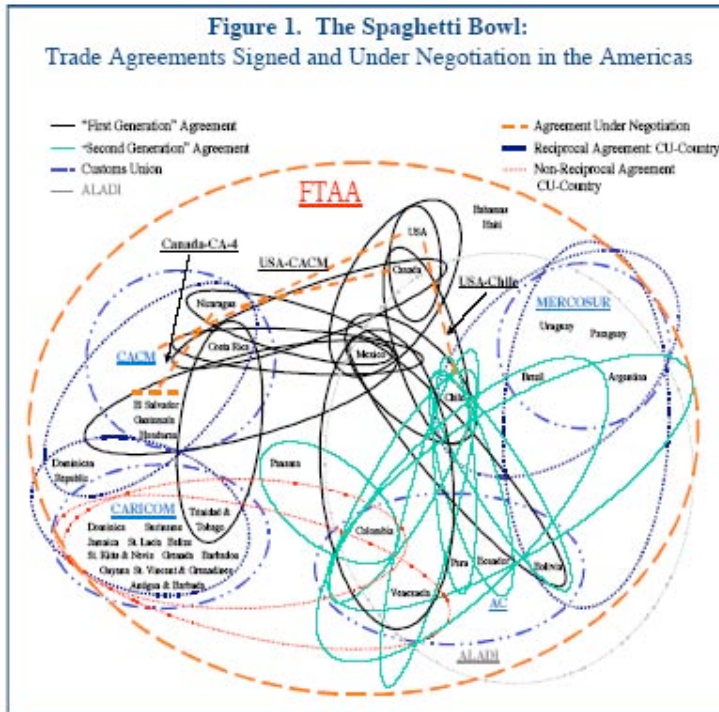 Figure 1. The Spaghetti Bowl:
Trade Agreements Signed and Under Negotiation in the Americas
"First Generation" Agreement
"Second Generation" Agreement
Customs Union
ALADI
Agreement Under Negotiation
Reciprocal Agreement: CU-Country
Non-Reciprocal Agreement
CU-Country
FTAA
USA
Bahamas
Haiti
Canada-CA-4
USA-CACM
Canada
USA-Chile
Nicaragua
MERCOSUR
Uruguay
Paraguay
CACM
Costa Rica
Mexico
Brazil
Argentina
Chile
El Salvador
Guatemala
Honduras
Dominican
Republic
Panama
CARICOM
Trinidad &
Tobago
Dominica Suriname
Jamaica St. Lucia Belize
St. Kitts & Nevis Grenada Barbados
Guyana St. Vincent & Grenadines
Antigua & Barbuda
Colombia
Peru
Ecuador
Bolivia
Venezuela
AC
ALADI